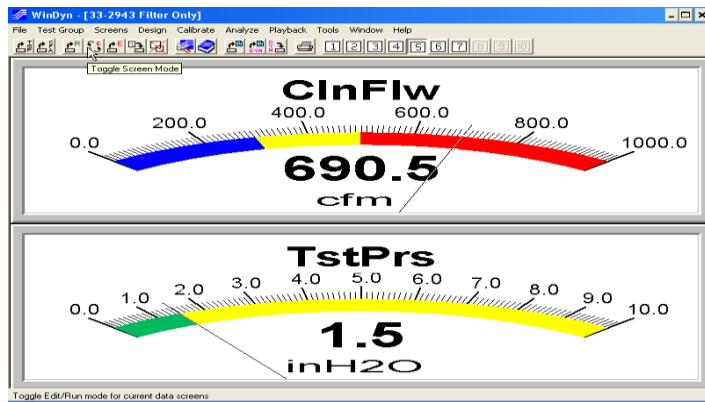 WinDyn - [33-2943 Filter Only]
File Test Group Screens Design Calibrate Analyze Playback Tools Window Help
1 2 3 4 5 6 7 8 9 10
Toggle Screen Mode
ClnFlw
0.0 200.0 400.0 600.0 800.0 1000.0
690.5
cfm
TstPrs
0.0 1.0 2.0 3.0 4.0 5.0 6.0 7.0 8.0 9.0 10.0
1.5
inH2O
Toggle Edit/Run mode for current data screens